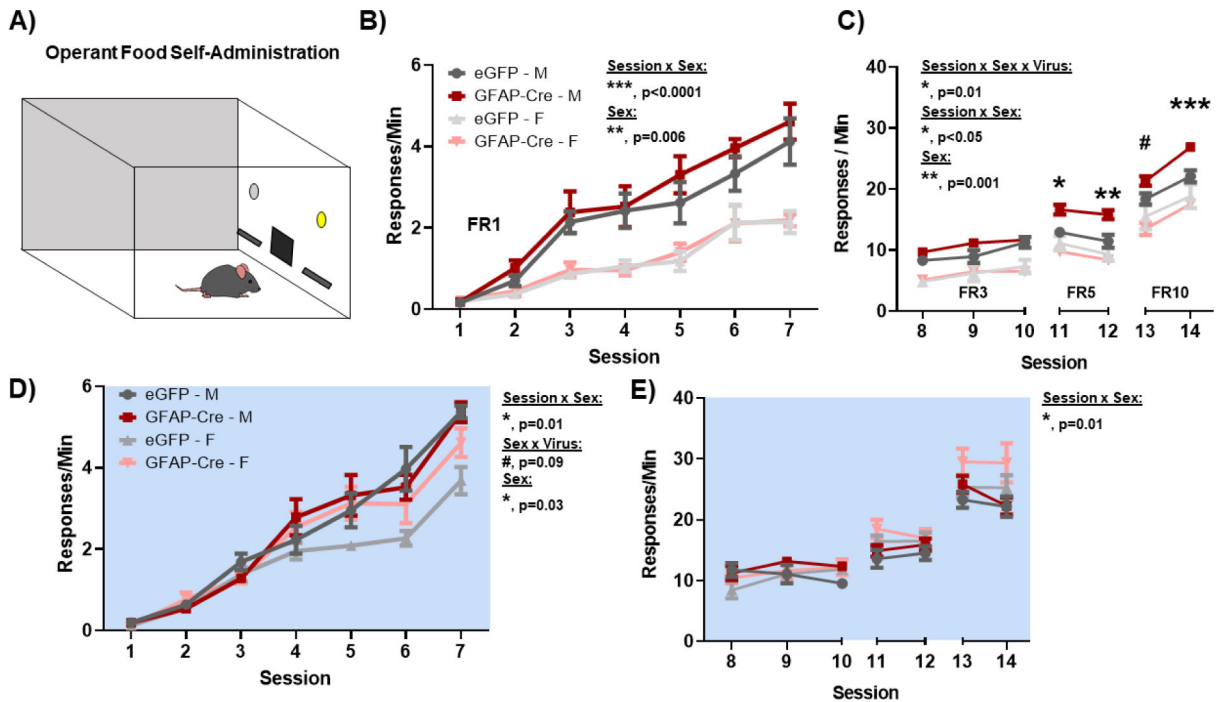 A)
Operant Food Self-Administration
B)
Responses/Min
6
4
2
0
eGFP - M
GFAP-Cre - M
eGFP - F
GFAP-Cre - F
Session x Sex:
***, p<0.0001
Sex:
**, p=0.006
FR1
1 2 3 4 5 6 7
Session
C)
Responses / Min
40
30
20
10
0
Session x Sex x Virus:
*, p=0.01
Session x Sex:
*, p<0.05
Sex:
**, p=0.001
*
**
#
***
FR3 FR5 FR10
8 9 10 11 12 13 14
Session
D)
Responses/Min
6
4
2
0
eGFP - M
GFAP-Cre - M
eGFP - F
GFAP-Cre - F
Session x Sex:
*, p=0.01
Sex x Virus:
#, p=0.09
Sex:
*, p=0.03
1 2 3 4 5 6 7
Session
E)
Responses/Min
40
30
20
10
0
Session x Sex:
*, p=0.01
8 9 10 11 12 13 14
Session